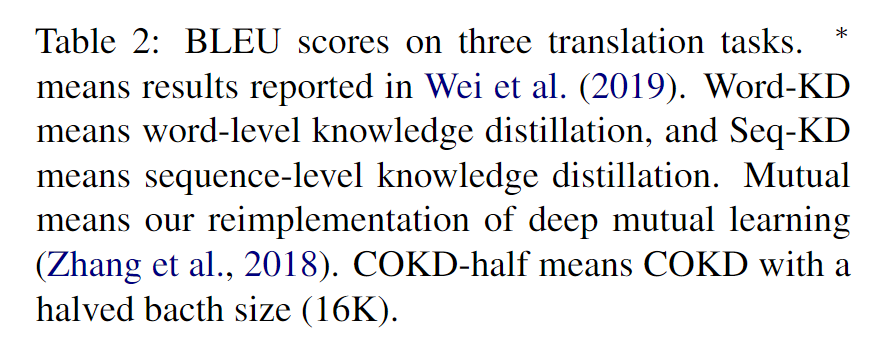 Table 2: BLEU scores on three translation tasks. *
means results reported in Wei et al. (2019). Word-KD
means word-level knowledge distillation, and Seq-KD
means sequence-level knowledge distillation. Mutual
means our reimplementation of deep mutual learning
(Zhang et al., 2018). COKD-half means COKD with a
halved bacth size (16K).